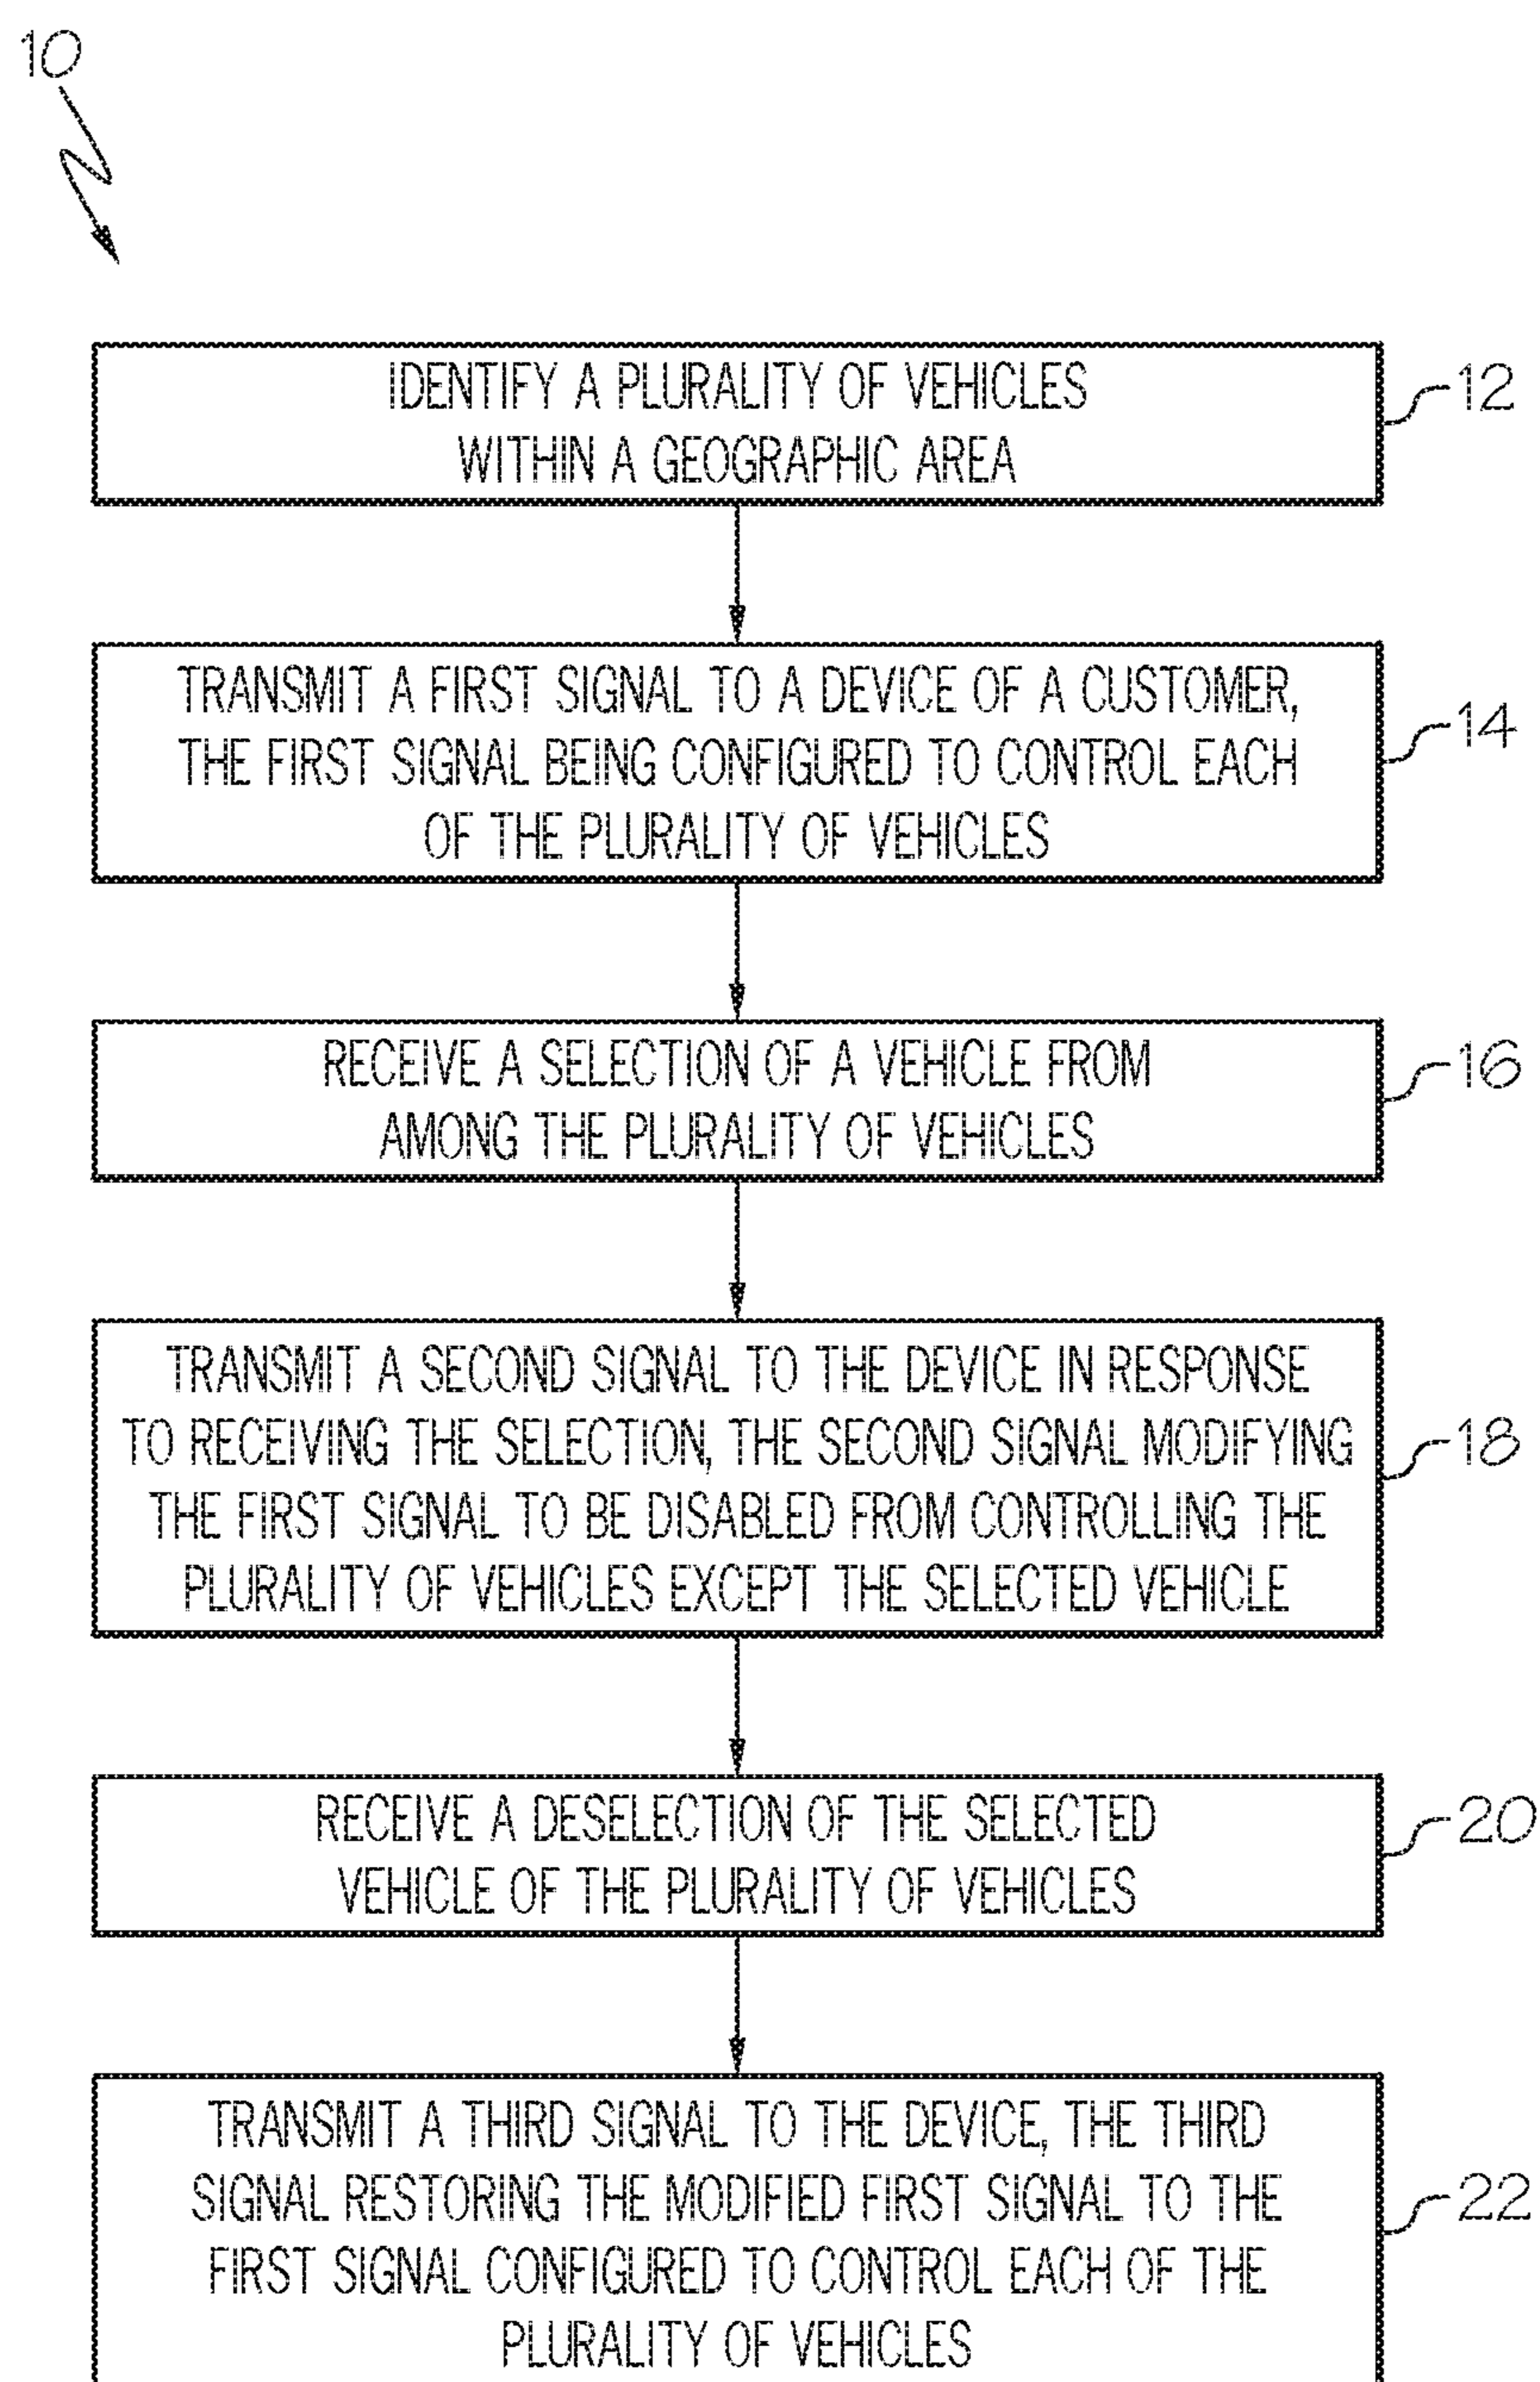 10
IDENTIFY A PLURALITY OF VEHICLES
WITHIN A GEOGRAPHIC AREA
12
TRANSMIT A FIRST SIGNAL TO A DEVICE OF A CUSTOMER,
THE FIRST SIGNAL BEING CONFIGURED TO CONTROL EACH
OF THE PLURALITY OF VEHICLES
14
RECEIVE A SELECTION OF A VEHICLE FROM
AMONG THE PLURALITY OF VEHICLES
16
TRANSMIT A SECOND SIGNAL TO THE DEVICE IN RESPONSE
TO RECEIVING THE SELECTION, THE SECOND SIGNAL MODIFYING
THE FIRST SIGNAL TO BE DISABLED FROM CONTROLLING THE
PLURALITY OF VEHICLES EXCEPT THE SELECTED VEHICLE
18
RECEIVE A DESELECTION OF THE SELECTED
VEHICLE OF THE PLURALITY OF VEHICLES
20
TRANSMIT A THIRD SIGNAL TO THE DEVICE, THE THIRD
SIGNAL RESTORING THE MODIFIED FIRST SIGNAL TO THE
FIRST SIGNAL CONFIGURED TO CONTROL EACH OF THE
PLURALITY OF VEHICLES
22